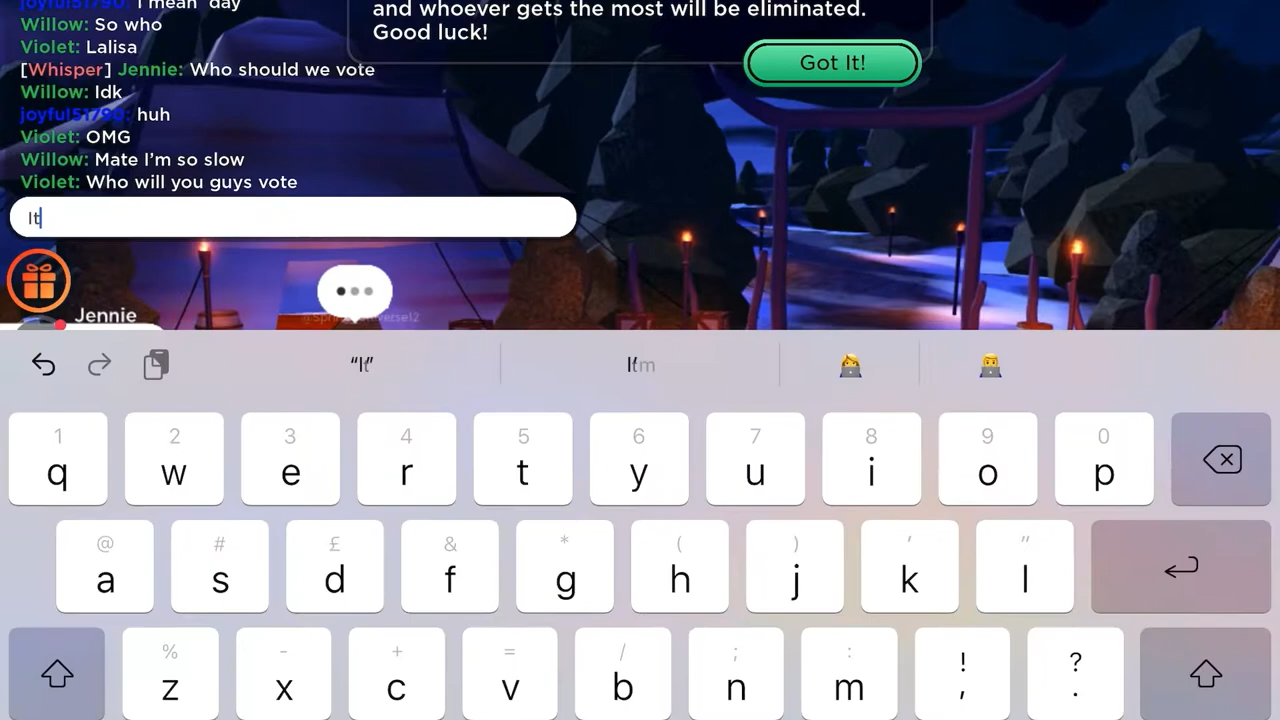 joyful51790: I mean day
and whoever gets the most will be eliminated.
Willow: So who
Good luck!
Violet: Lalisa
Got It!
[Whisper] Jennie: Who should we vote
Willow: Idk
joyful51790: huh
Violet: OMG
Willow: Mate I'm so slow
Violet: Who will you guys vote
It
Jennie
“It” I'm
1 2 3 4 5 6 7 8 9 0
q w e r t y u i o p
@ # £ & * ( ) ' "
a s d f g h j k l
% - + = / ; : ! ?
z x c v b n m , .